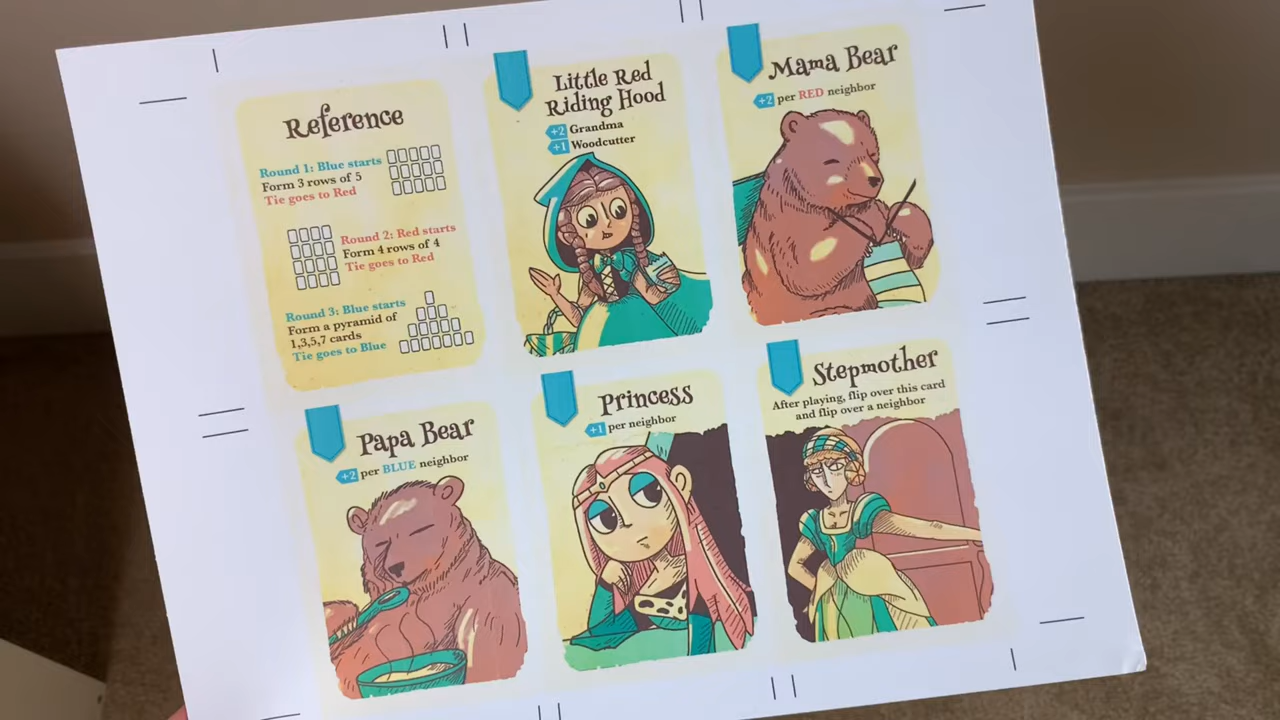 Reference
Round 1: Blue starts
Form 3 rows of 5
Tie goes to Red
Round 2: Red starts
Form 4 rows of 4
Tie goes to Red
Round 3: Blue starts
Form a pyramid of
1,3,5,7 cards
Tie goes to Blue
Little Red
Riding Hood
+2 Grandma
+1 Woodcutter
Mama Bear
+2 per RED neighbor
Papa Bear
+2 per BLUE neighbor
Princess
+1 per neighbor
Stepmother
After playing, flip over this card
and flip over a neighbor